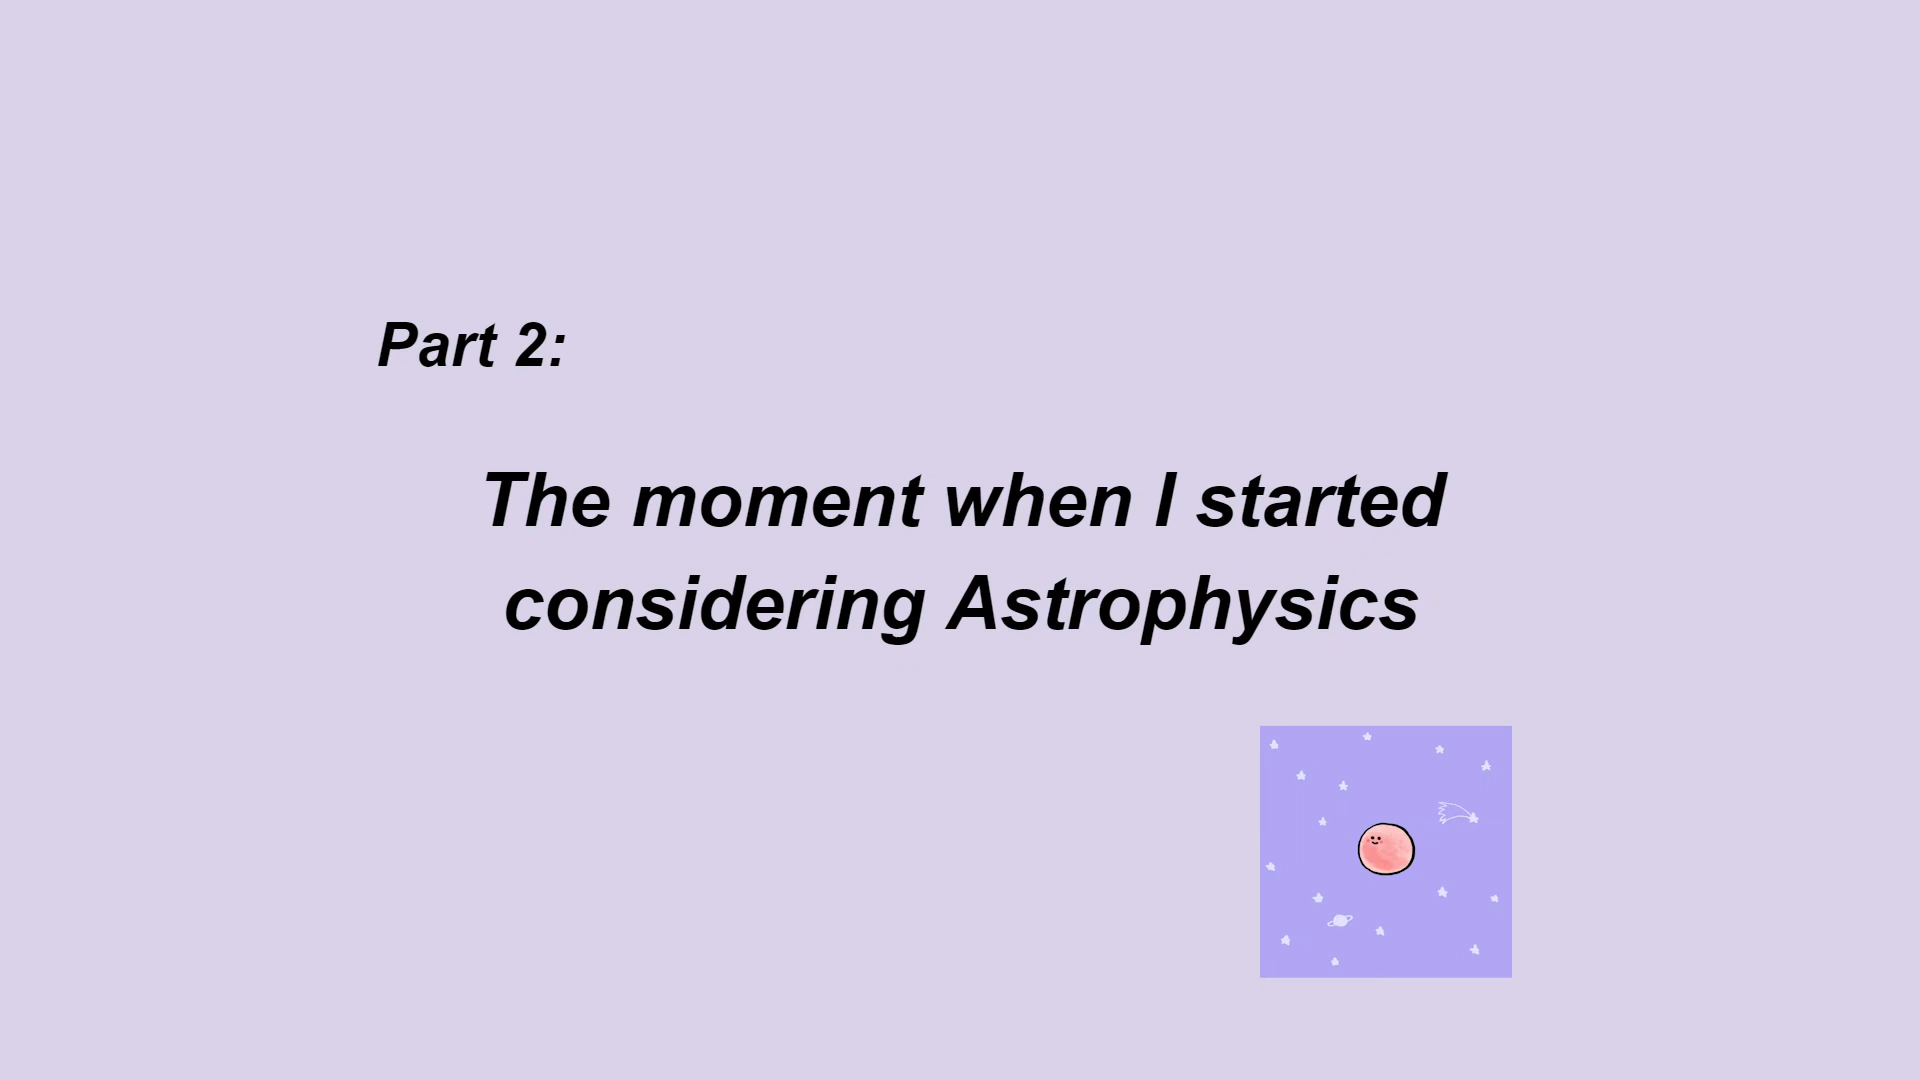 Part 2:
The moment when I started
considering Astrophysics